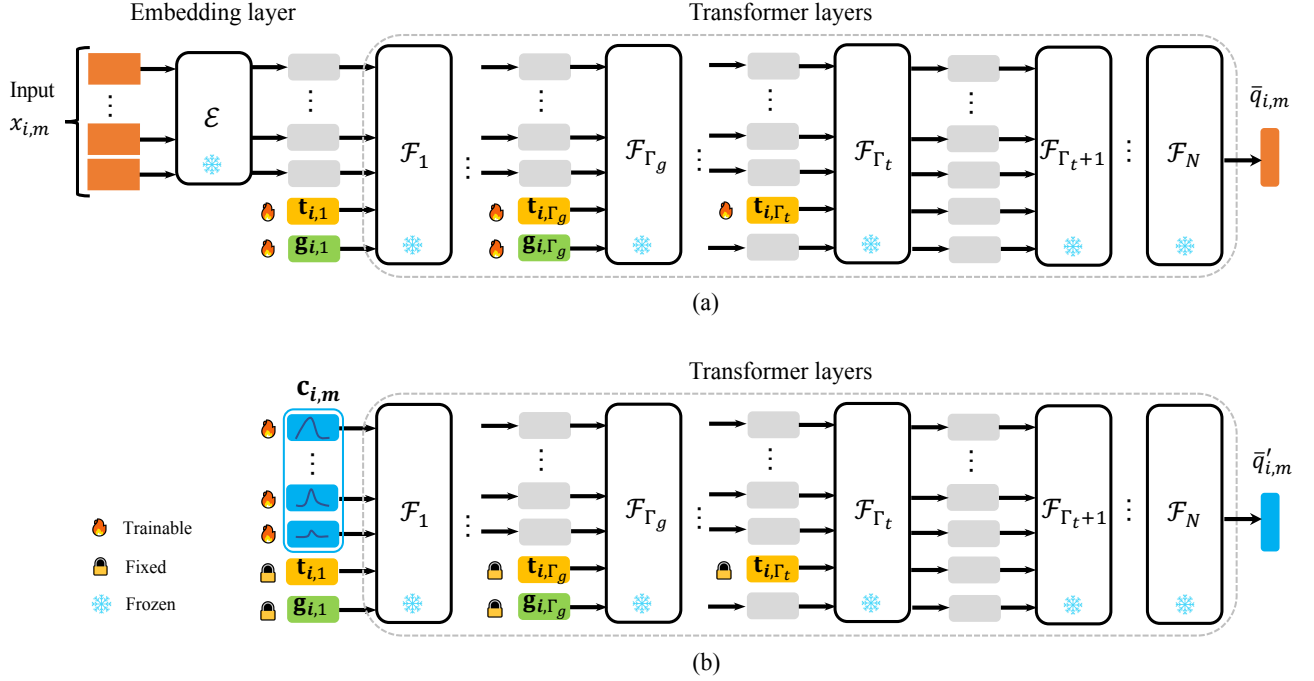 Embedding layer
Transformer layers
Input
x_{i,m}
ℰ
ℱ_1
ℱ_{Γ_g}
ℱ_{Γ_t}
ℱ_{Γ_t+1}
ℱ_N
q̄_{i,m}
t_{i,1}
t_{i,Γ_g}
t_{i,Γ_t}
g_{i,1}
g_{i,Γ_g}
(a)
Transformer layers
c_{i,m}
ℱ_1
ℱ_{Γ_g}
ℱ_{Γ_t}
ℱ_{Γ_t+1}
ℱ_N
q̄′_{i,m}
Trainable
Fixed
Frozen
t_{i,1}
t_{i,Γ_g}
t_{i,Γ_t}
g_{i,1}
g_{i,Γ_g}
(b)